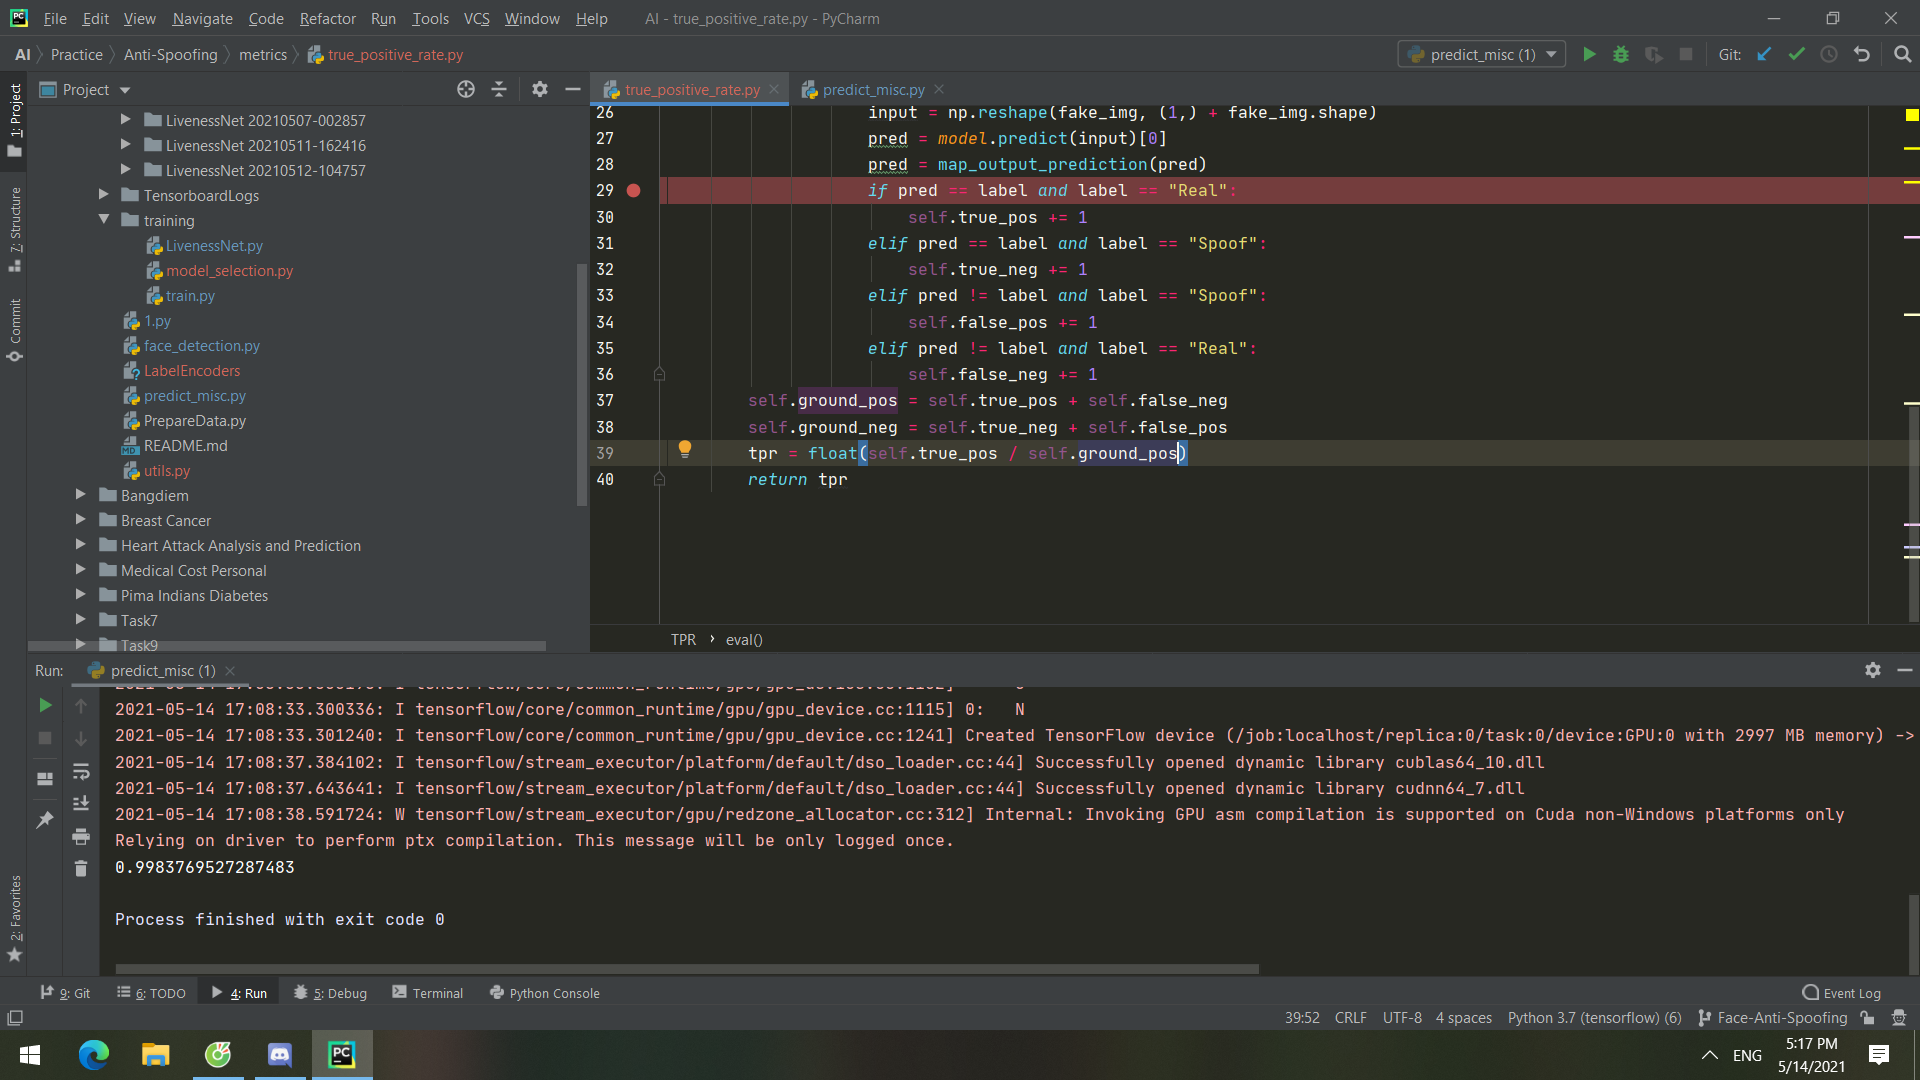 File Edit View Navigate Code Refactor Run Tools VCS Window Help AI - true_positive_rate.py - PyCharm
AI Practice Anti-Spoofing metrics true_positive_rate.py predict_misc (1) Git:
1: Project
7: Structure
Commit
2: Favorites
Project
LivenessNet 20210507-002857
LivenessNet 20210511-162416
LivenessNet 20210512-104757
TensorboardLogs
training
LivenessNet.py
model_selection.py
train.py
1.py
face_detection.py
LabelEncoders
predict_misc.py
PrepareData.py
README.md
utils.py
Bangdiem
Breast Cancer
Heart Attack Analysis and Prediction
Medical Cost Personal
Pima Indians Diabetes
Task7
Task9
true_positive_rate.py predict_misc.py
26 input = np.reshape(fake_img, (1,) + fake_img.shape)
27 pred = model.predict(input)[0]
28 pred = map_output_prediction(pred)
29 if pred == label and label == "Real":
30 self.true_pos += 1
31 elif pred == label and label == "Spoof":
32 self.true_neg += 1
33 elif pred != label and label == "Spoof":
34 self.false_pos += 1
35 elif pred != label and label == "Real":
36 self.false_neg += 1
37 self.ground_pos = self.true_pos + self.false_neg
38 self.ground_neg = self.true_neg + self.false_pos
39 tpr = float(self.true_pos / self.ground_pos)
40 return tpr
TPR › eval()
Run: predict_misc (1)
2021-05-14 17:08:33.300336: I tensorflow/core/common_runtime/gpu/gpu_device.cc:1115] 0: N
2021-05-14 17:08:33.301240: I tensorflow/core/common_runtime/gpu/gpu_device.cc:1241] Created TensorFlow device (/job:localhost/replica:0/task:0/device:GPU:0 with 2997 MB memory) ->
2021-05-14 17:08:37.384102: I tensorflow/stream_executor/platform/default/dso_loader.cc:44] Successfully opened dynamic library cublas64_10.dll
2021-05-14 17:08:37.643641: I tensorflow/stream_executor/platform/default/dso_loader.cc:44] Successfully opened dynamic library cudnn64_7.dll
2021-05-14 17:08:38.591724: W tensorflow/stream_executor/gpu/redzone_allocator.cc:312] Internal: Invoking GPU asm compilation is supported on Cuda non-Windows platforms only
Relying on driver to perform ptx compilation. This message will be only logged once.
0.9983769527287483
Process finished with exit code 0
9: Git 6: TODO 4: Run 5: Debug Terminal Python Console Event Log
39:52 CRLF UTF-8 4 spaces Python 3.7 (tensorflow) (6) Face-Anti-Spoofing
ENG 5:17 PM
5/14/2021